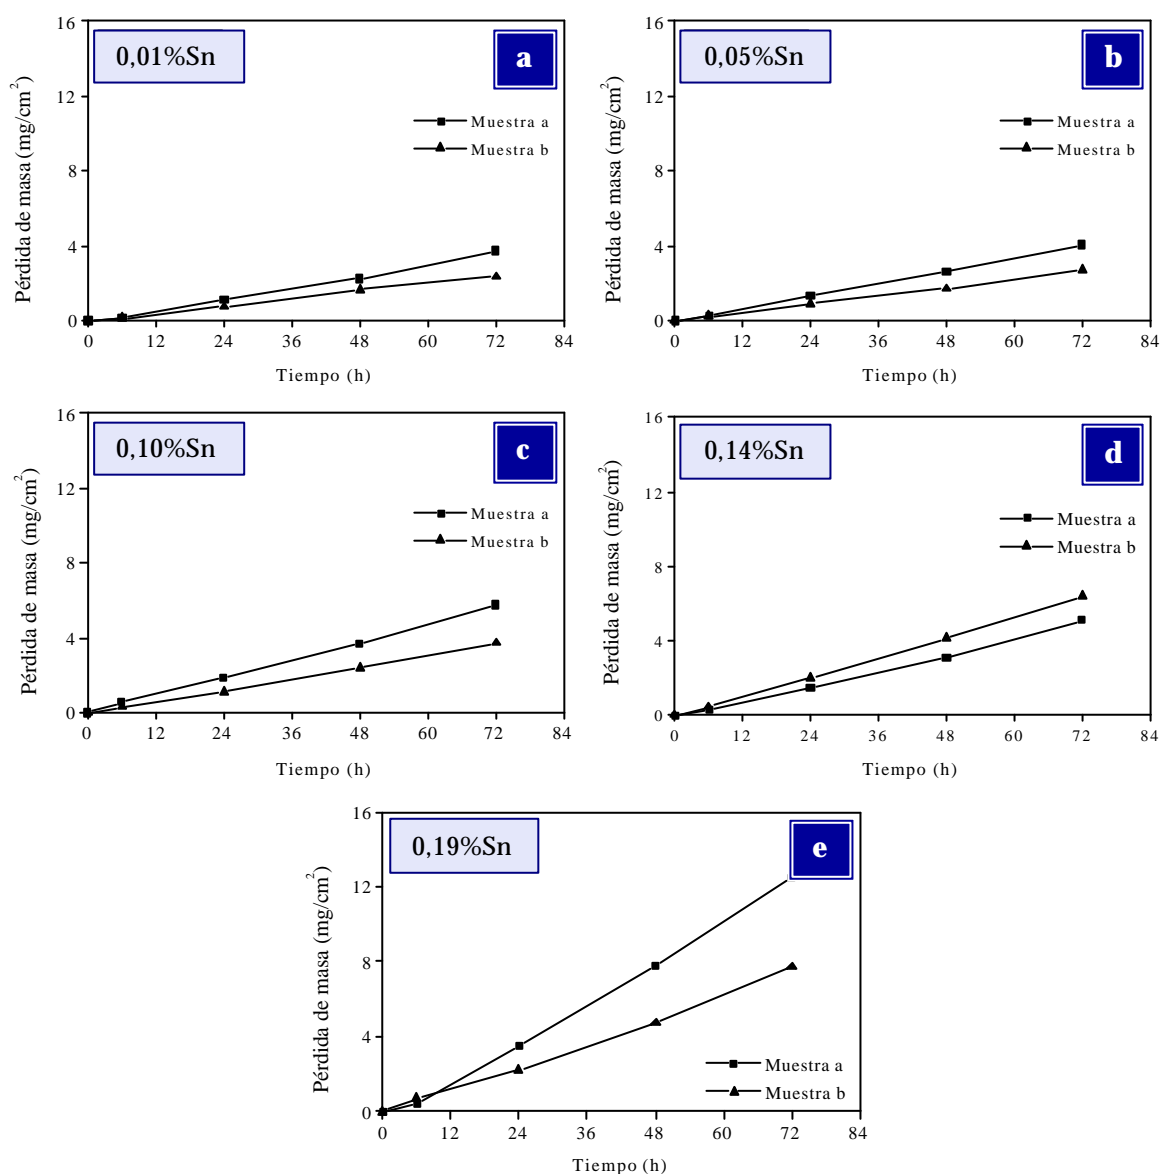 0,01%Sn
a
Pérdida de masa (mg/cm²)
16
12
8
4
0
Muestra a
Muestra b
0 12 24 36 48 60 72 84
Tiempo (h)
0,05%Sn
b
Pérdida de masa (mg/cm²)
16
12
8
4
0
Muestra a
Muestra b
0 12 24 36 48 60 72 84
Tiempo (h)
0,10%Sn
c
Pérdida de masa (mg/cm²)
16
12
8
4
0
Muestra a
Muestra b
0 12 24 36 48 60 72 84
Tiempo (h)
0,14%Sn
d
Pérdida de masa (mg/cm²)
16
12
8
4
0
Muestra a
Muestra b
0 12 24 36 48 60 72 84
Tiempo (h)
0,19%Sn
e
Pérdida de masa (mg/cm²)
16
12
8
4
0
Muestra a
Muestra b
0 12 24 36 48 60 72 84
Tiempo (h)